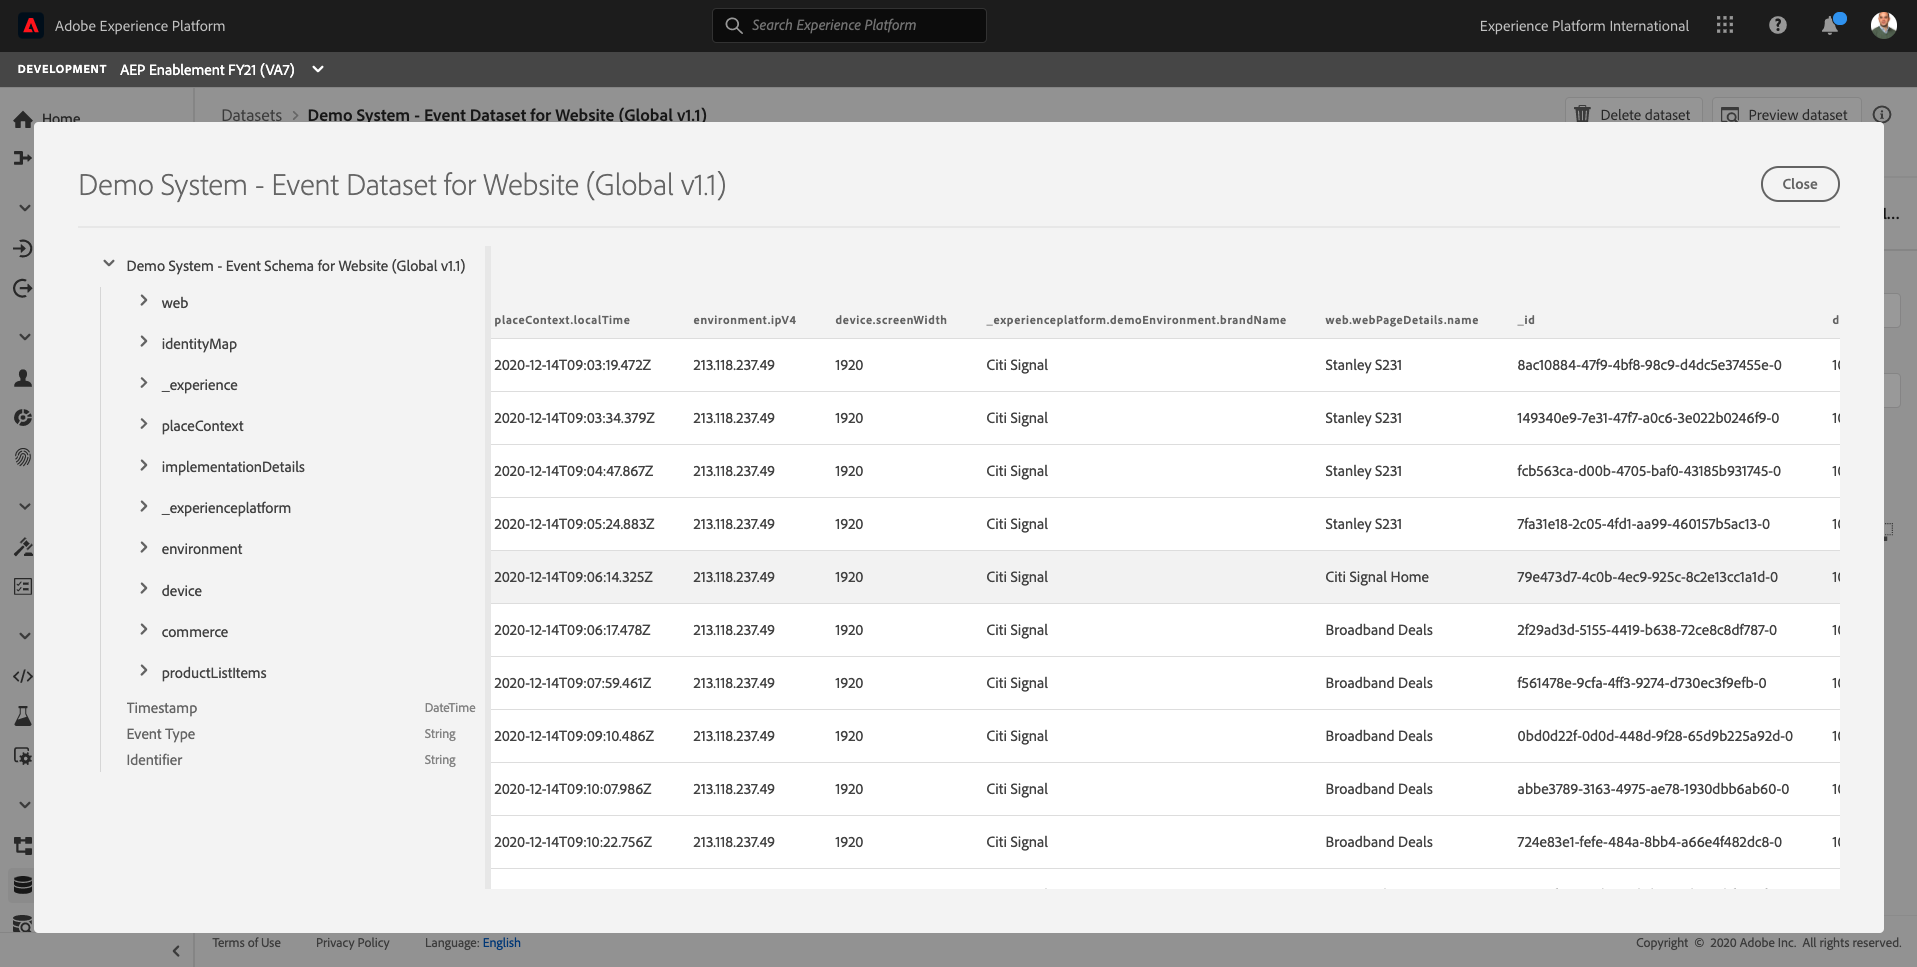 Adobe Experience Platform
Search Experience Platform
Experience Platform International
DEVELOPMENT AEP Enablement FY21 (VA7)
Home
Datasets > Demo System - Event Dataset for Website (Global v1.1)
Delete dataset
Preview dataset
Demo System - Event Dataset for Website (Global v1.1)
Close
Demo System - Event Schema for Website (Global v1.1)
web
identityMap
_experience
placeContext
implementationDetails
_experienceplatform
environment
device
commerce
productListItems
Timestamp DateTime
Event Type String
Identifier String
placeContext.localTime environment.ipV4 device.screenWidth _experienceplatform.demoEnvironment.brandName web.webPageDetails.name _id d
2020-12-14T09:03:19.472Z 213.118.237.49 1920 Citi Signal Stanley S231 8ac10884-47f9-4bf8-98c9-d4dc5e37455e-0
2020-12-14T09:03:34.379Z 213.118.237.49 1920 Citi Signal Stanley S231 149340e9-7e31-47f7-a0c6-3e022b0246f9-0
2020-12-14T09:04:47.867Z 213.118.237.49 1920 Citi Signal Stanley S231 fcb563ca-d00b-4705-baf0-43185b931745-0
2020-12-14T09:05:24.883Z 213.118.237.49 1920 Citi Signal Stanley S231 7fa31e18-2c05-4fd1-aa99-460157b5ac13-0
2020-12-14T09:06:14.325Z 213.118.237.49 1920 Citi Signal Citi Signal Home 79e473d7-4c0b-4ec9-925c-8c2e13cc1a1d-0
2020-12-14T09:06:17.478Z 213.118.237.49 1920 Citi Signal Broadband Deals 2f29ad3d-5155-4419-b638-72ce8c8df787-0
2020-12-14T09:07:59.461Z 213.118.237.49 1920 Citi Signal Broadband Deals f561478e-9cfa-4ff3-9274-d730ec3f9efb-0
2020-12-14T09:09:10.486Z 213.118.237.49 1920 Citi Signal Broadband Deals 0bd0d22f-0d0d-448d-9f28-65d9b225a92d-0
2020-12-14T09:10:07.986Z 213.118.237.49 1920 Citi Signal Broadband Deals abbe3789-3163-4975-ae78-1930dbb6ab60-0
2020-12-14T09:10:22.756Z 213.118.237.49 1920 Citi Signal Broadband Deals 724e83e1-fefe-484a-8bb4-a66e4f482dc8-0
Terms of Use Privacy Policy Language: English
Copyright © 2020 Adobe Inc. All rights reserved.